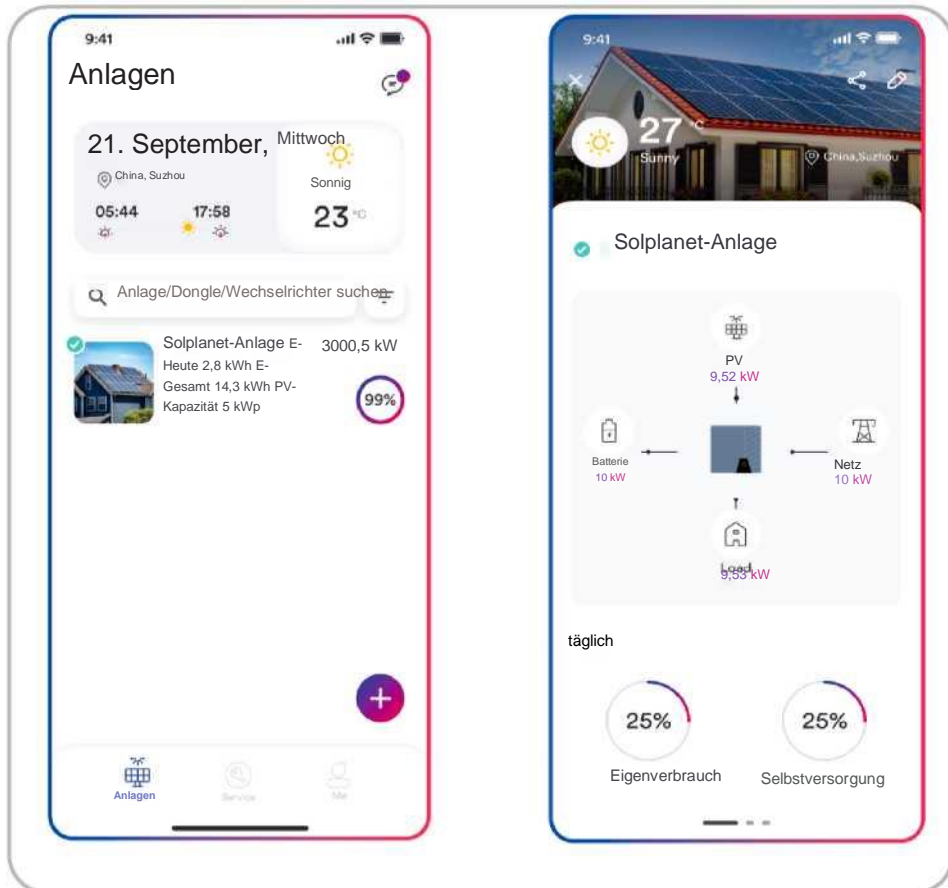 9:41
Anlagen
21. September, Mittwoch
China, Suzhou
Sonnig
05:44 17:58
23 °C
Anlage/Dongle/Wechselrichter suchen
Solplanet-Anlage E-
3000,5 kW
Heute 2,8 kWh E-
Gesamt 14,3 kWh PV-
Kapazität 5 kWp
99%
Anlagen
Service
Me
9:41
27 °C
Sunny
China,Suzhou
Solplanet-Anlage
PV
9,52 kW
Batterie
10 kW
Netz
10 kW
Load
9,53 kW
täglich
25%
25%
Eigenverbrauch
Selbstversorgung